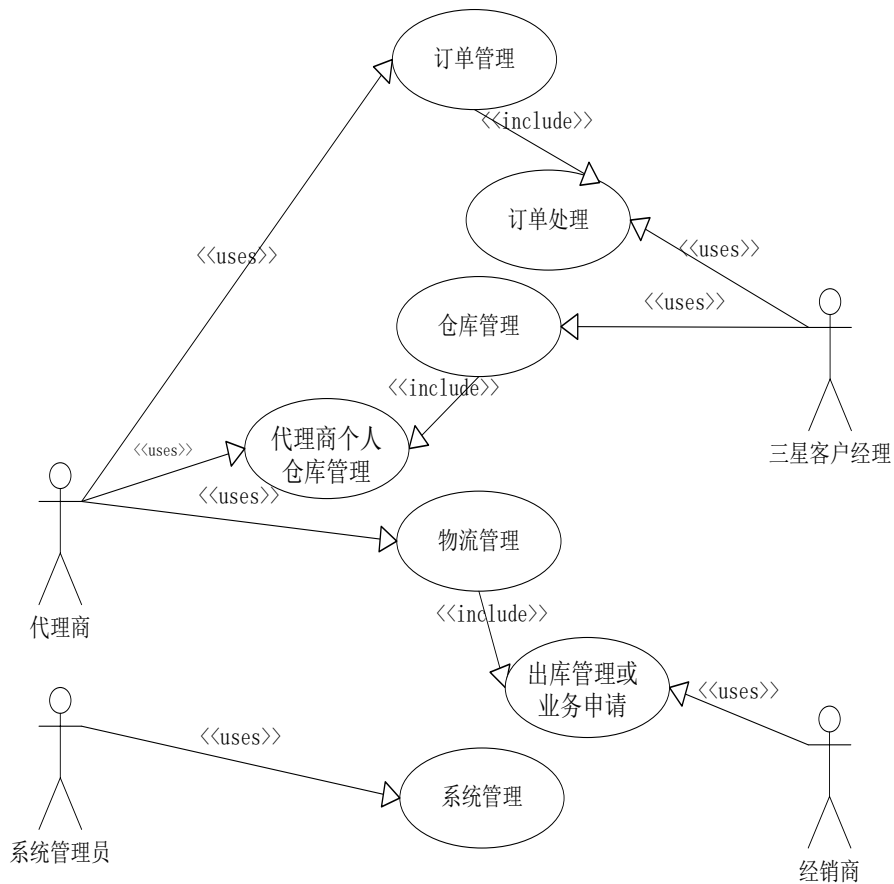 订单管理
<<include>>
订单处理
<<uses>>
<<uses>>
仓库管理
<<uses>>
<<include>>
代理商个人
仓库管理
<<uses>>
三星客户经理
<<uses>>
物流管理
代理商
<<include>>
出库管理或
业务申请
<<uses>>
<<uses>>
系统管理
系统管理员
经销商